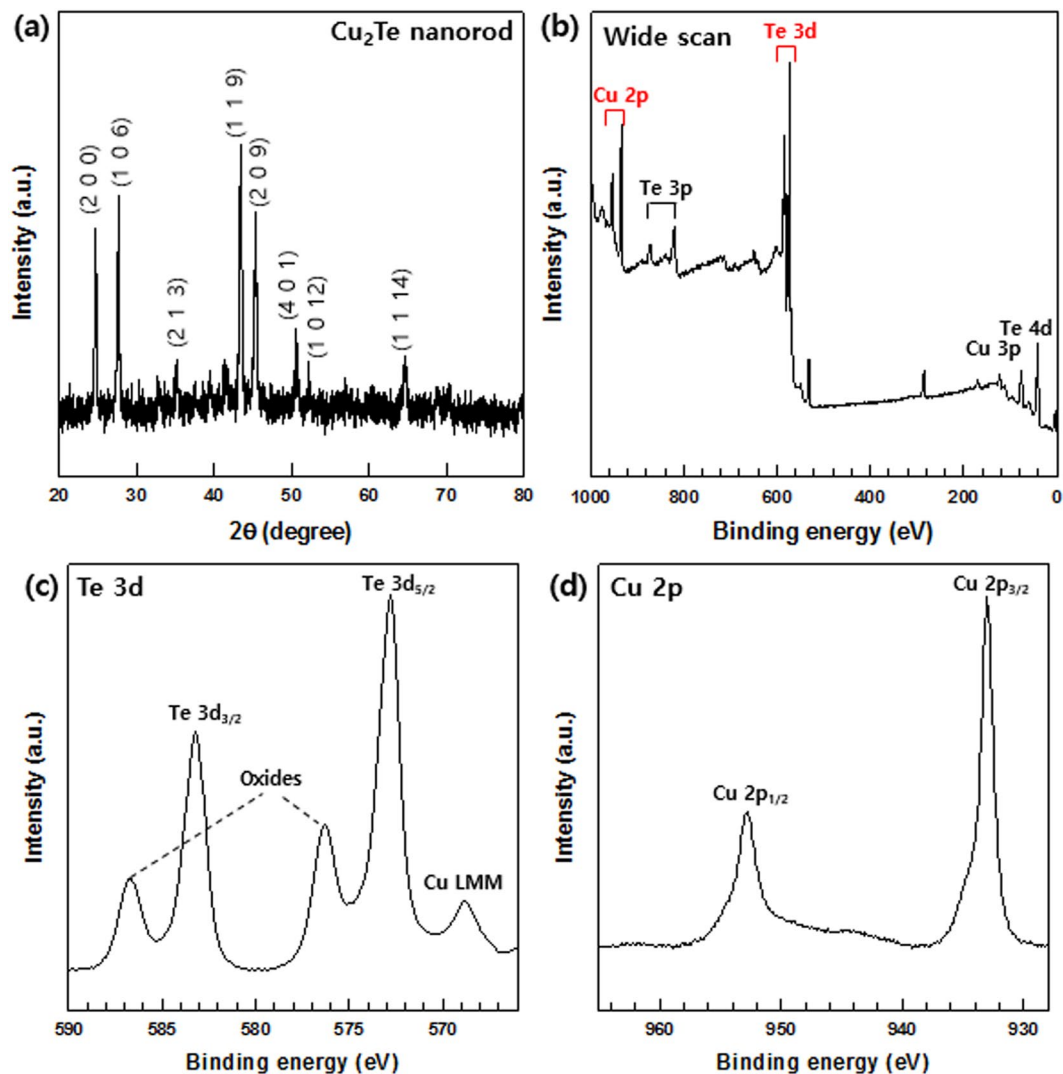 (a)
Cu₂Te nanorod
(2 0 0)
(1 0 6)
(2 1 3)
(1 1 9)
(2 0 9)
(4 0 1)
(1 0 12)
(1 1 14)
Intensity (a.u.)
20 30 40 50 60 70 80
2θ (degree)
(b)
Wide scan
Te 3d
Cu 2p
Te 3p
Te 4d
Cu 3p
Intensity (a.u.)
1000 800 600 400 200 0
Binding energy (eV)
(c) Te 3d
Te 3d₅/₂
Te 3d₃/₂
Oxides
Cu LMM
Intensity (a.u.)
590 585 580 575 570
Binding energy (eV)
(d) Cu 2p
Cu 2p₃/₂
Cu 2p₁/₂
Intensity (a.u.)
960 950 940 930
Binding energy (eV)